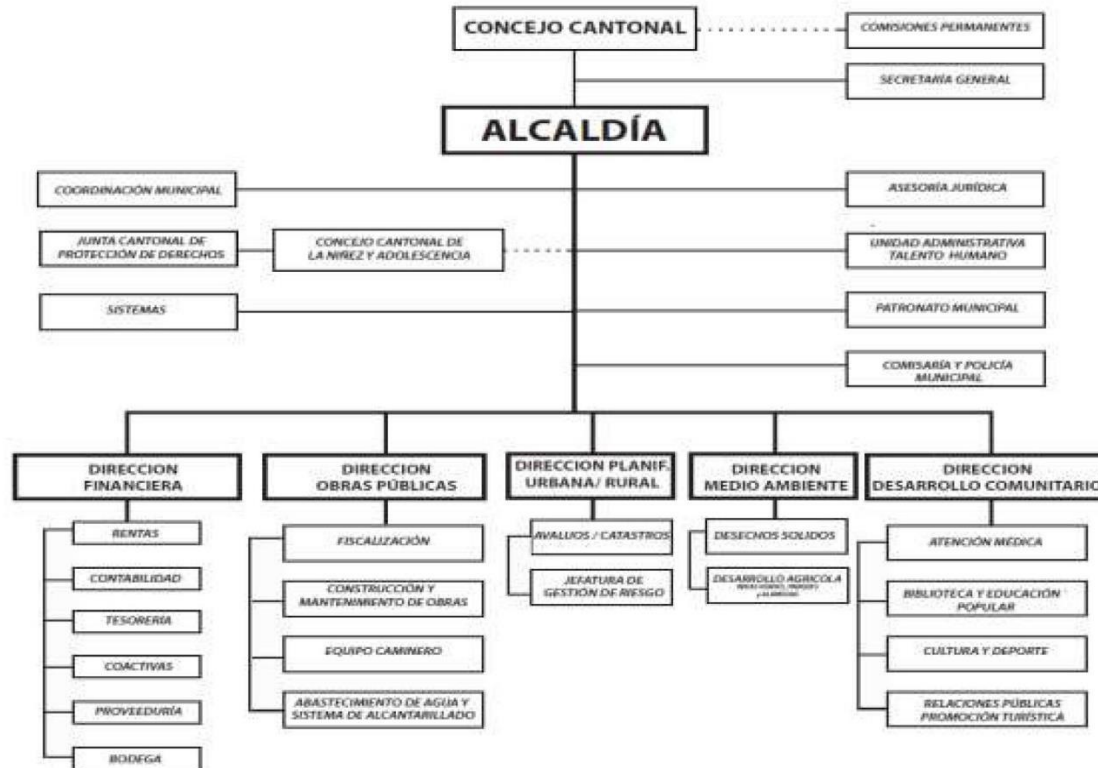 CONCEJO CANTONAL
COMISIONES PERMANENTES
SECRETARÍA GENERAL
ALCALDÍA
COORDINACIÓN MUNICIPAL
ASESORÍA JURÍDICA
JUNTA CANTONAL DE
PROTECCIÓN DE DERECHOS
CONCEJO CANTONAL DE
LA NIÑEZ Y ADOLESCENCIA
UNIDAD ADMINISTRATIVA
TALENTO HUMANO
SISTEMAS
PATRONATO MUNICIPAL
COMISARÍA Y POLICÍA
MUNICIPAL
DIRECCION
FINANCIERA
RENTAS
CONTABILIDAD
TESORERÍA
COACTIVAS
PROVEEDURÍA
BODEGA
DIRECCION
OBRAS PÚBLICAS
FISCALIZACIÓN
CONSTRUCCIÓN Y
MANTENIMIENTO DE OBRAS
EQUIPO CAMINERO
ABASTECIMIENTO DE AGUA Y
SISTEMA DE ALCANTARILLADO
DIRECCION PLANIF.
URBANA/ RURAL
AVALUOS / CATASTROS
JEFATURA DE
GESTIÓN DE RIESGO
DIRECCION
MEDIO AMBIENTE
DESECHOS SOLIDOS
DESARROLLO AGRICOLA
DIRECCION
DESARROLLO COMUNITARIO
ATENCIÓN MÉDICA
BIBLIOTECA Y EDUCACIÓN
POPULAR
CULTURA Y DEPORTE
RELACIONES PÚBLICAS
PROMOCIÓN TURÍSTICA